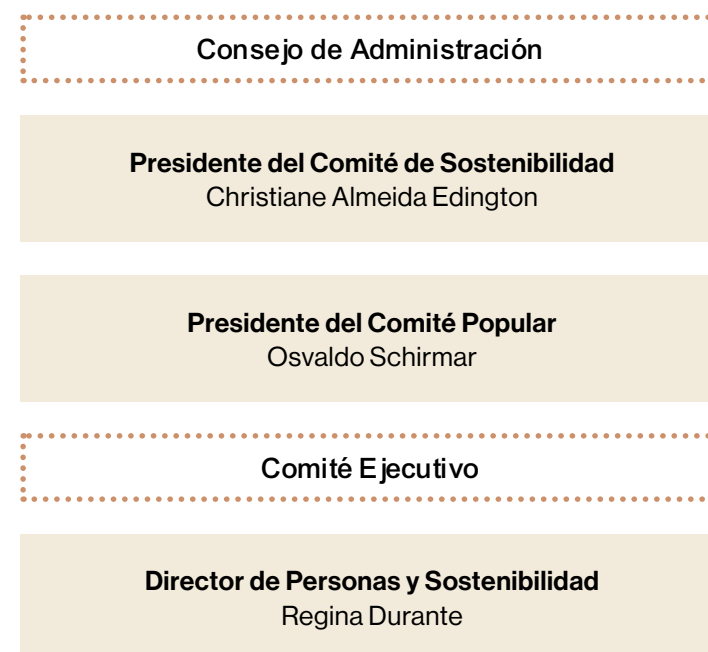 Consejo de Administración
Presidente del Comité de Sostenibilidad
Christiane Almeida Edington
Presidente del Comité Popular
Osvaldo Schirmar
Comité Ejecutivo
Director de Personas y Sostenibilidad
Regina Durante